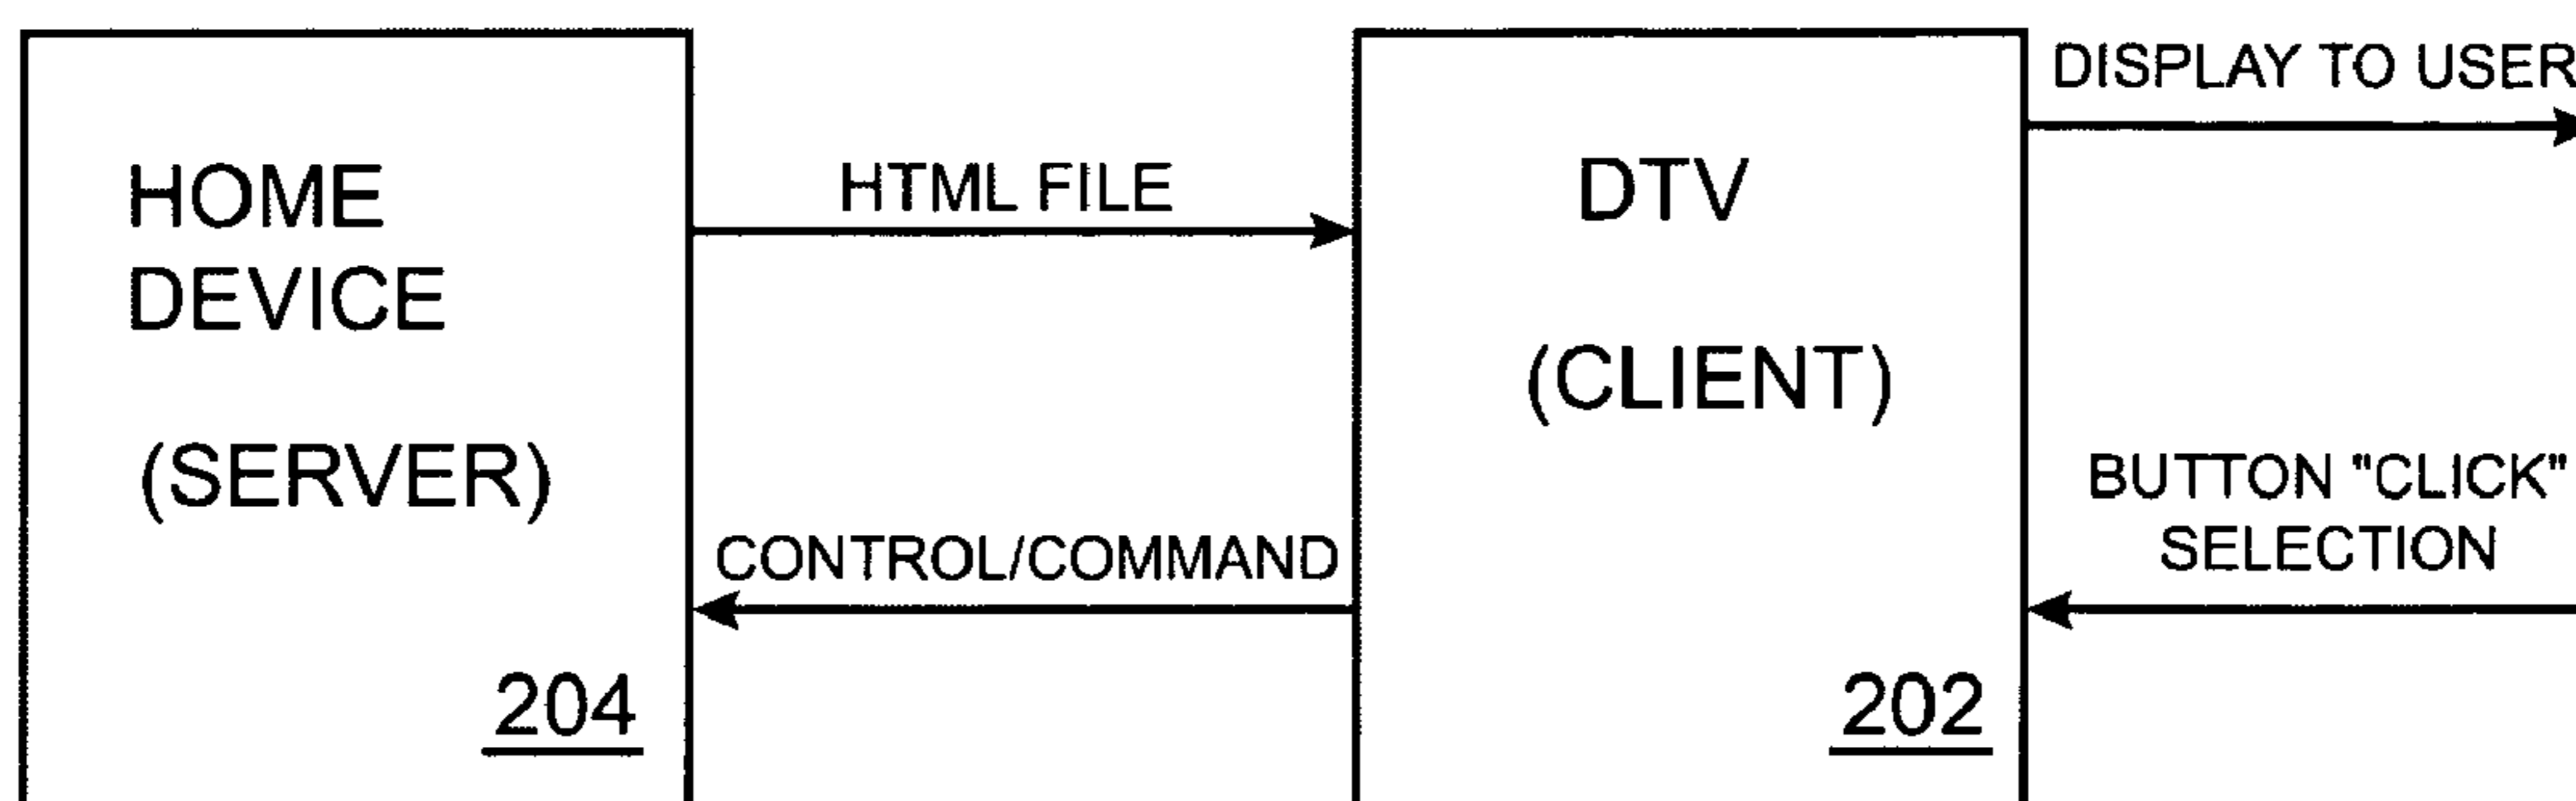 HOME
DEVICE
(SERVER)
204
HTML FILE
CONTROL/COMMAND
DTV
(CLIENT)
202
DISPLAY TO USER
BUTTON "CLICK"
SELECTION